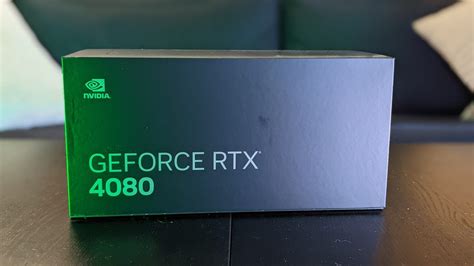 NVIDIA.
GEFORCE RTX
4080